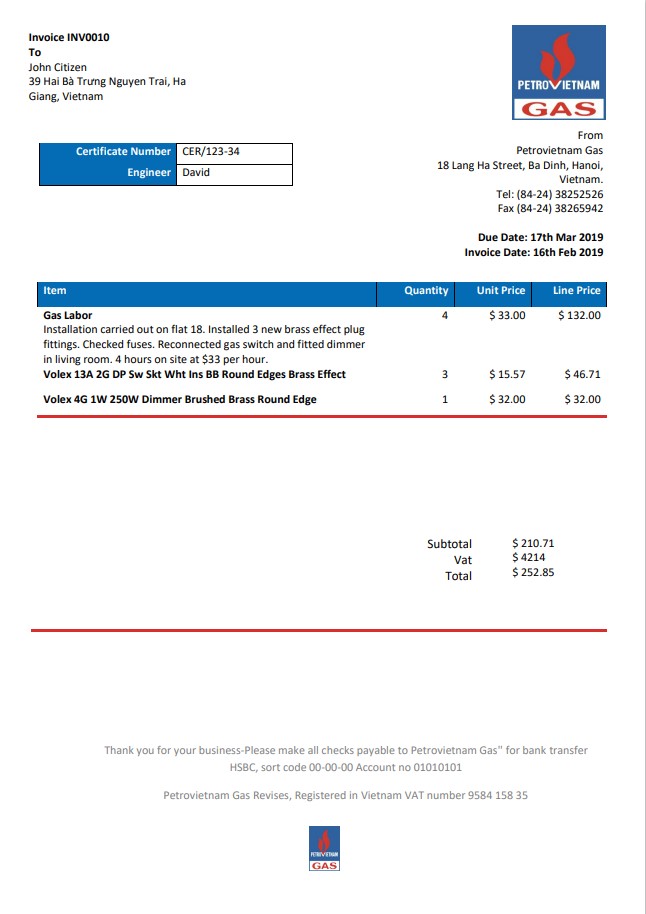 Invoice INV0010
To
John Citizen
39 Hai Bà Trưng Nguyen Trai, Ha
Giang, Vietnam
PETROVIETNAM
GAS
From
Petrovietnam Gas
18 Lang Ha Street, Ba Dinh, Hanoi,
Vietnam.
Tel: (84-24) 38252526
Fax (84-24) 38265942
Certificate Number CER/123-34
Engineer David
Due Date: 17th Mar 2019
Invoice Date: 16th Feb 2019
Item Quantity Unit Price Line Price
Gas Labor 4 $ 33.00 $ 132.00
Installation carried out on flat 18. Installed 3 new brass effect plug
fittings. Checked fuses. Reconnected gas switch and fitted dimmer
in living room. 4 hours on site at $33 per hour.
Volex 13A 2G DP Sw Skt Wht Ins BB Round Edges Brass Effect 3 $ 15.57 $ 46.71
Volex 4G 1W 250W Dimmer Brushed Brass Round Edge 1 $ 32.00 $ 32.00
Subtotal $ 210.71
Vat $ 4214
Total $ 252.85
Thank you for your business-Please make all checks payable to Petrovietnam Gas" for bank transfer
HSBC, sort code 00-00-00 Account no 01010101
Petrovietnam Gas Revises, Registered in Vietnam VAT number 9584 158 35
PETROVIETNAM
GAS